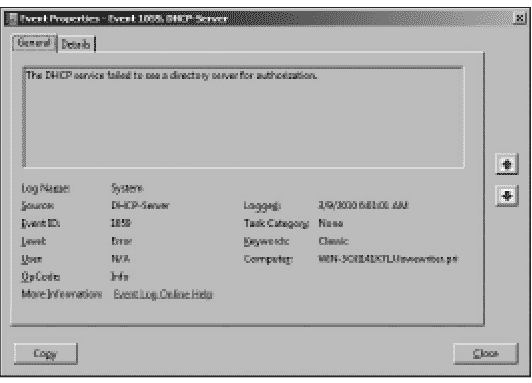 Event Properties - Event 1059, DHCP-Server
General Details
The DHCP service failed to see a directory server for authorization.
Log Name: System
Source: DHCP-Server Logged:
Event ID: 1059 Task Category: None
Level: Error Keywords: Classic
User: N/A Computer:
OpCode: Info
More Information: Event Log Online Help
Copy Close